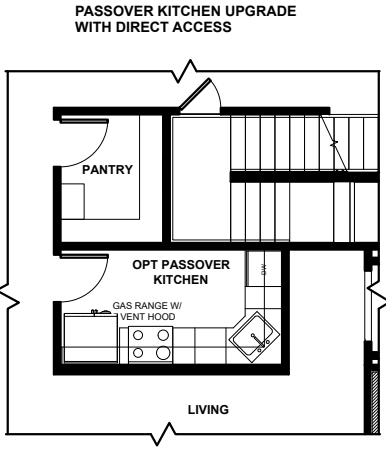 PASSOVER KITCHEN UPGRADE
WITH DIRECT ACCESS
PANTRY
OPT PASSOVER
KITCHEN
DW
GAS RANGE W/
VENT HOOD
LIVING